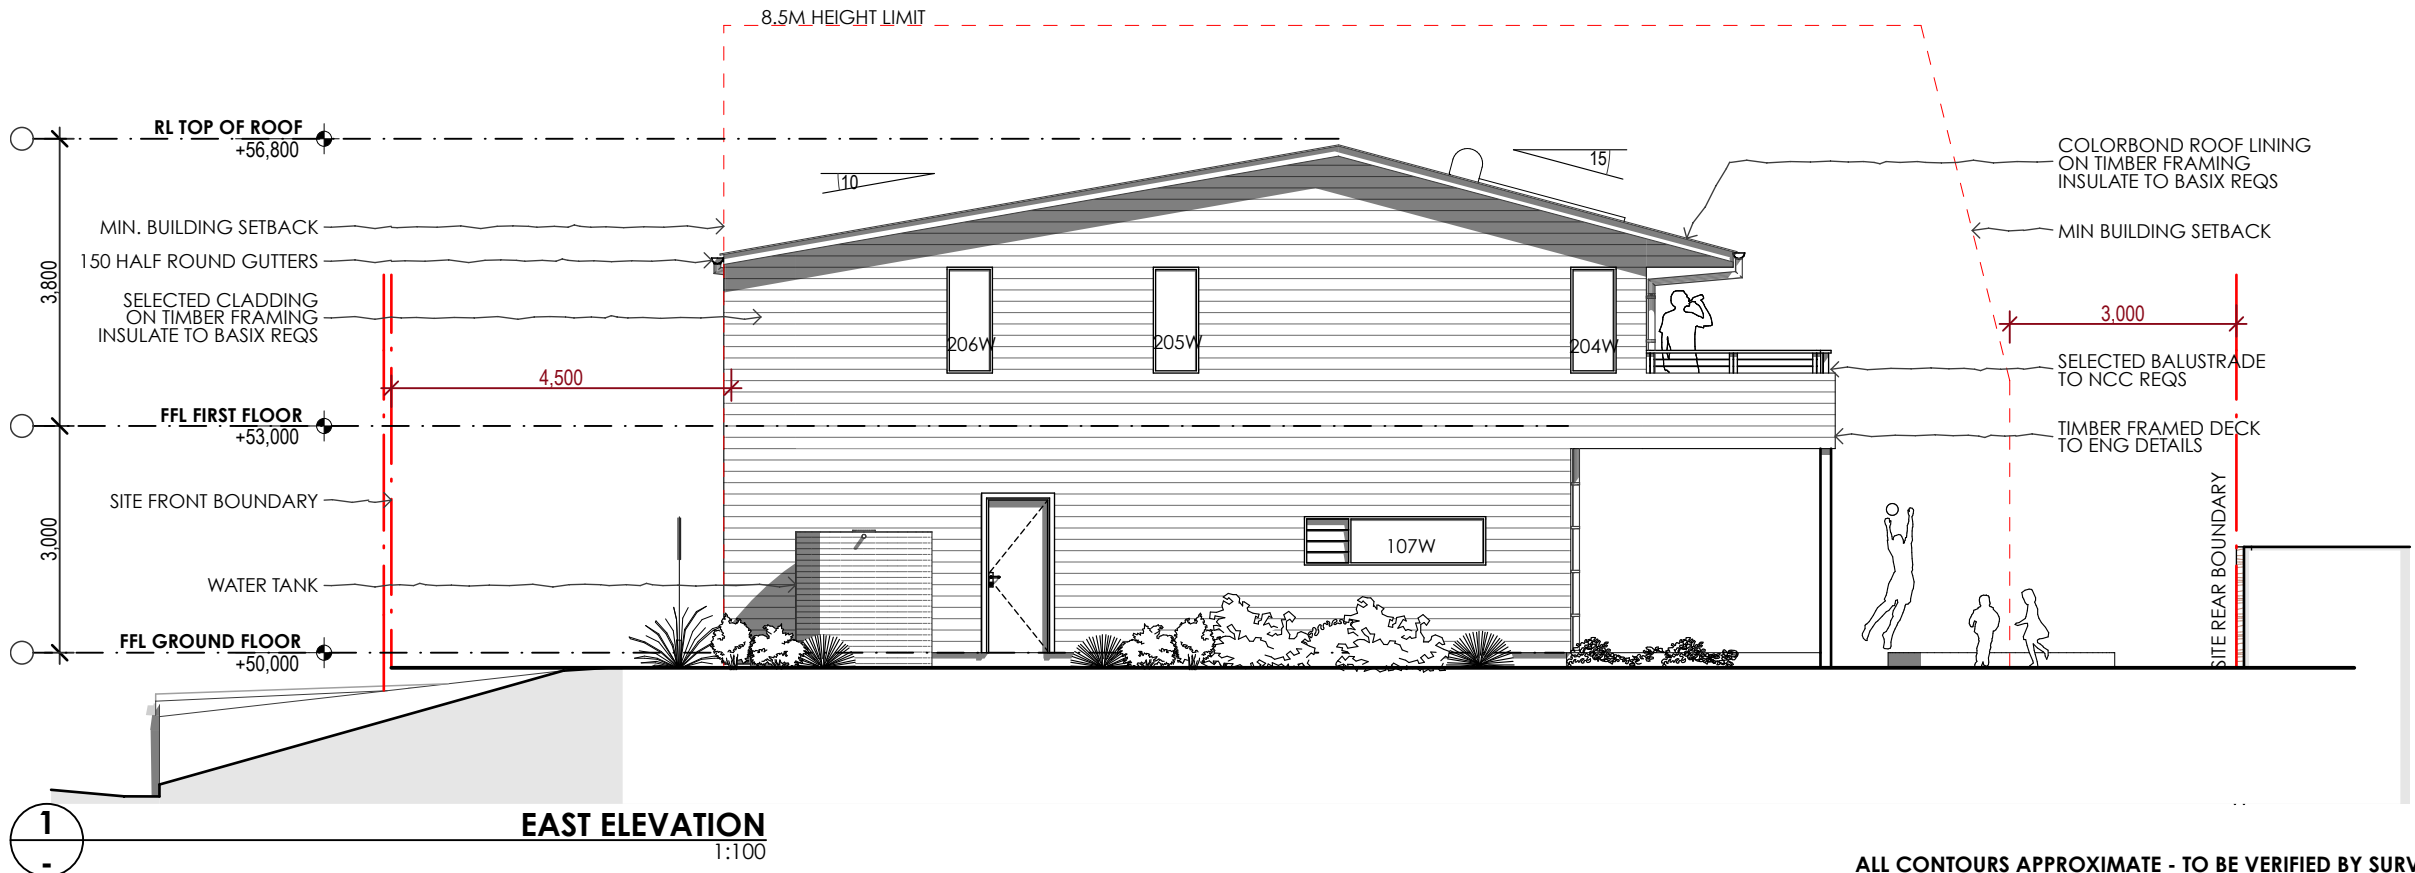 8.5M HEIGHT LIMIT
RL TOP OF ROOF
+56,800
10
15
COLORBOND ROOF LINING
ON TIMBER FRAMING
INSULATE TO BASIX REQS
MIN. BUILDING SETBACK
MIN BUILDING SETBACK
150 HALF ROUND GUTTERS
3,800
SELECTED CLADDING
ON TIMBER FRAMING
INSULATE TO BASIX REQS
206W
205W
204W
3,000
4,500
SELECTED BALUSTRADE
TO NCC REQS
FFL FIRST FLOOR
+53,000
TIMBER FRAMED DECK
TO ENG DETAILS
SITE FRONT BOUNDARY
3,000
107W
SITE REAR BOUNDARY
WATER TANK
FFL GROUND FLOOR
+50,000
1
-
EAST ELEVATION
1:100
ALL CONTOURS APPROXIMATE - TO BE VERIFIED BY SURV